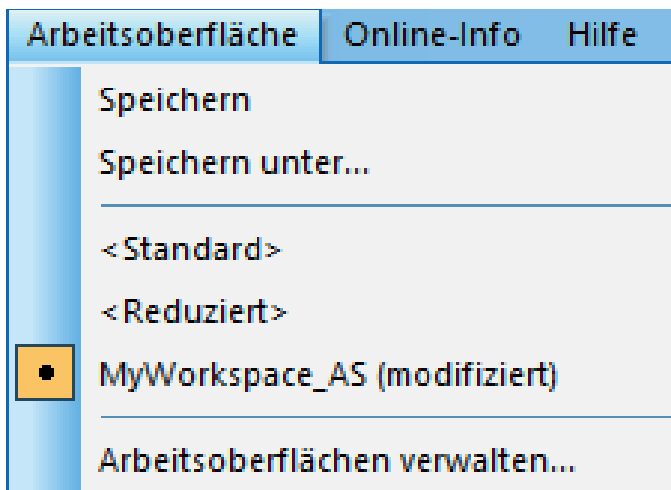 Arbeitsoberfläche Online-Info Hilfe
Speichern
Speichern unter...
<Standard>
<Reduziert>
MyWorkspace_AS (modifiziert)
Arbeitsoberflächen verwalten...